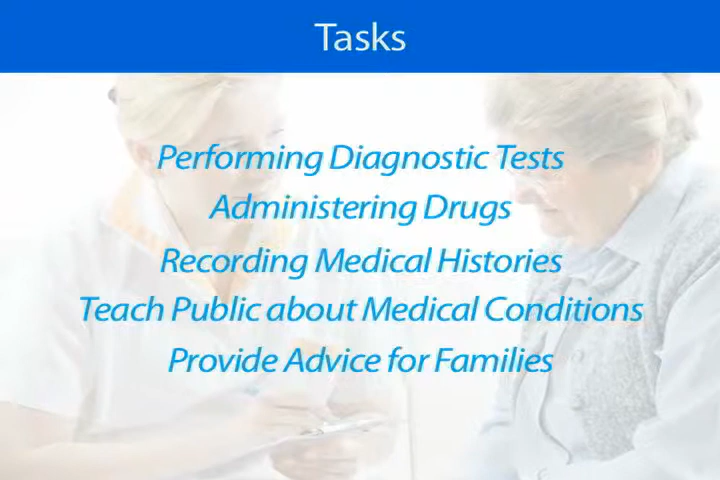 Tasks
Performing Diagnostic Tests
Administering Drugs
Recording Medical Histories
Teach Public about Medical Conditions
Provide Advice for Families